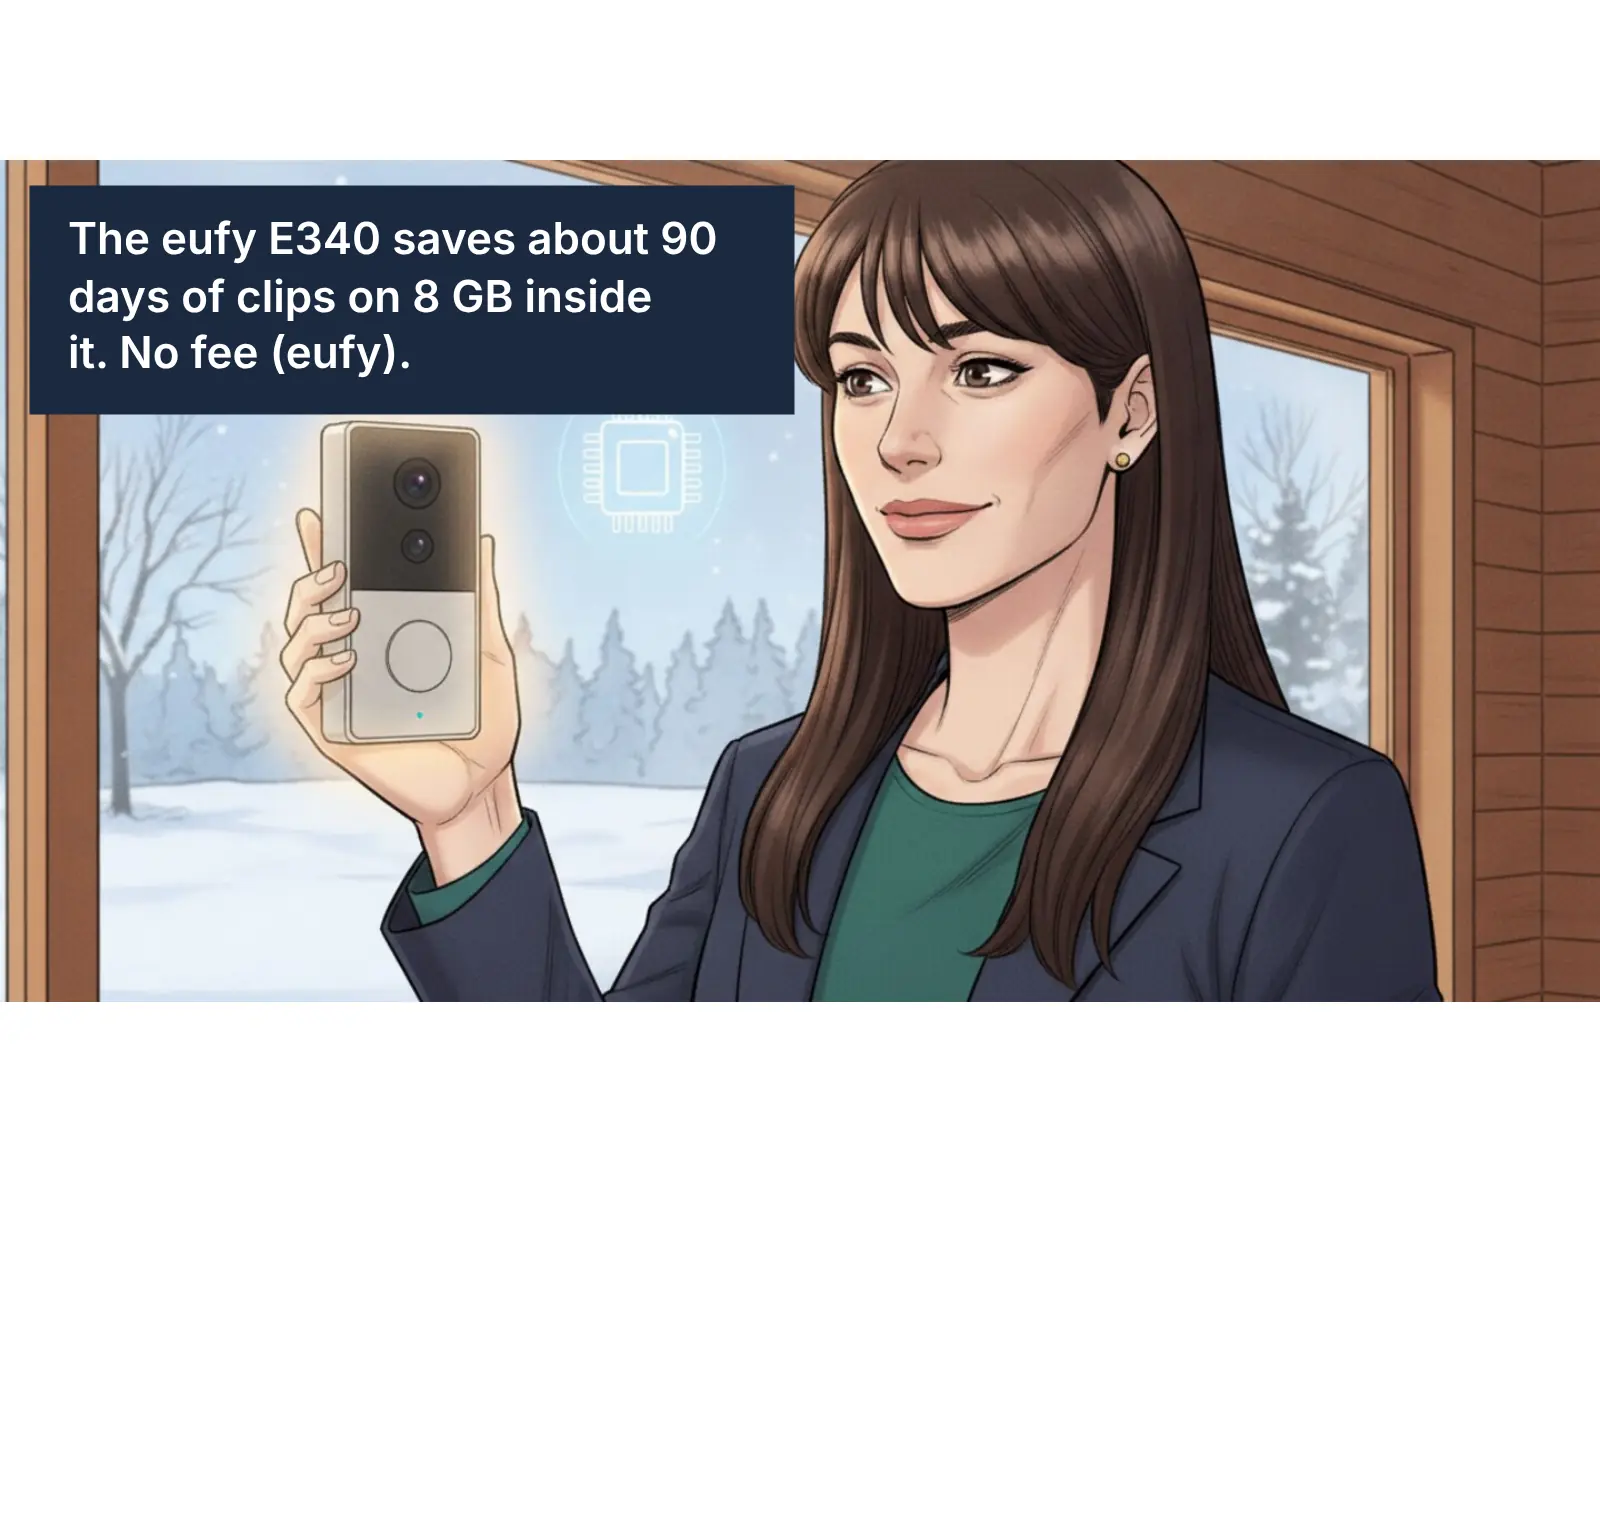 The eufy E340 saves about 90
days of clips on 8 GB inside
it. No fee (eufy).